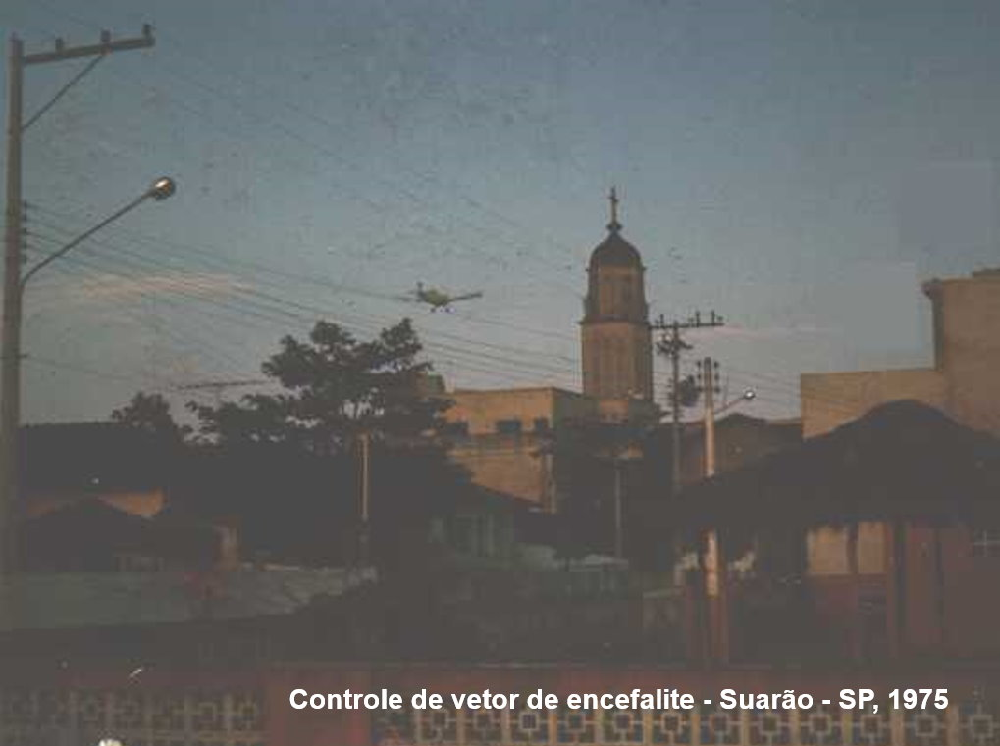 Controle de vetor de encefalite - Suarão - SP, 1975